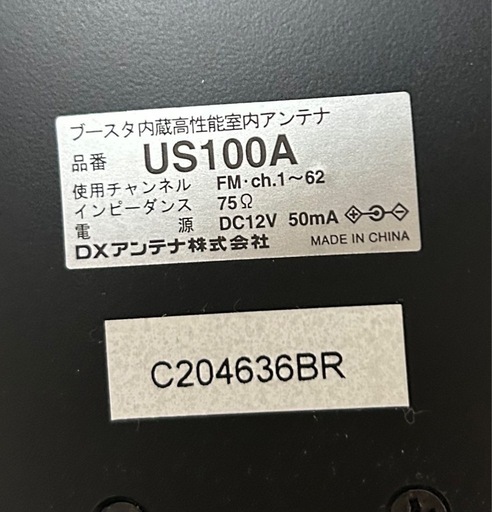 ブースタ内蔵高性能室内アンテナ
品番 US100A
使用チャンネル FM・ch.1～62
インピーダンス 75Ω
電源 DC12V 50mA
DXアンテナ株式会社 MADE IN CHINA
C204636BR